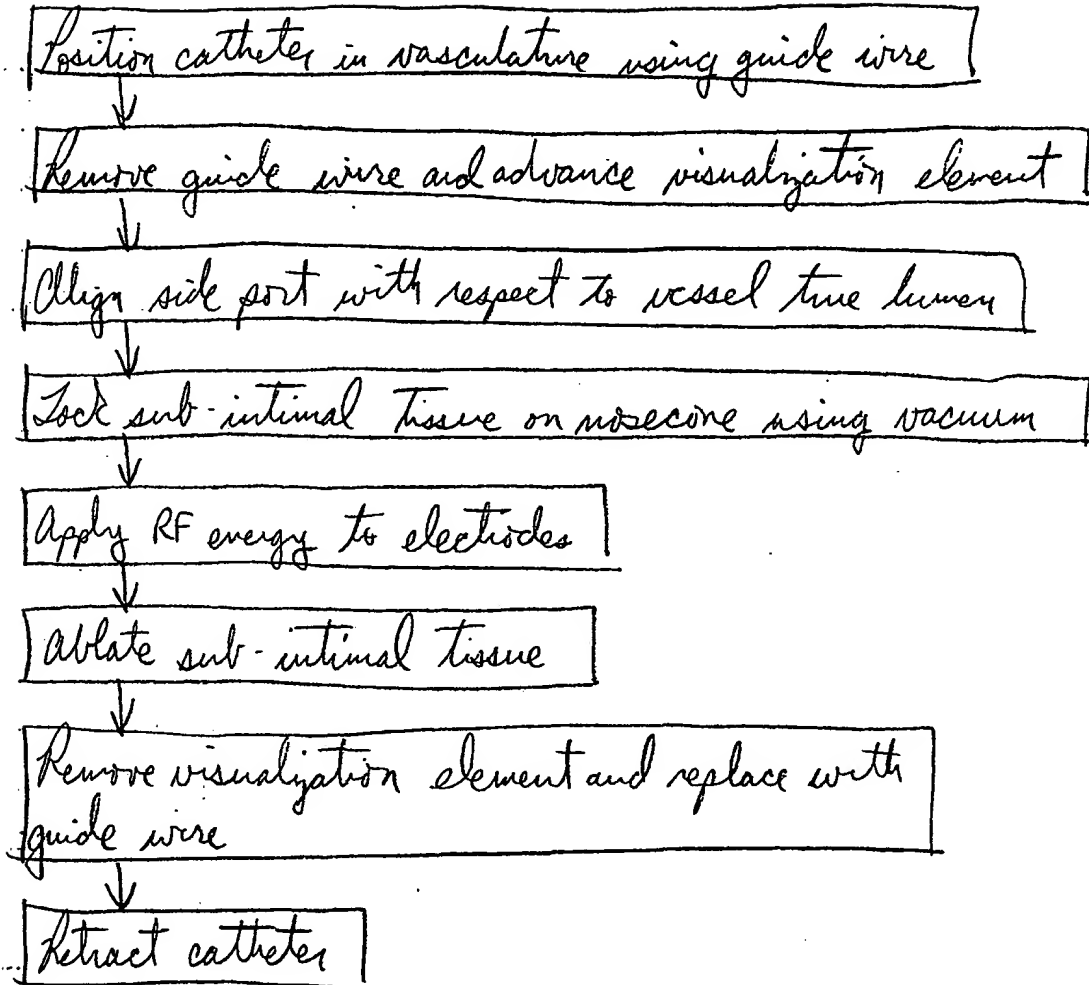 Position catheter in vasculature using guide wire
Remove guide wire and advance visualization element
Align side port with respect to vessel true lumen
Lock sub-intimal tissue on nosecone using vacuum
Apply RF energy to electrodes
Ablate sub-intimal tissue
Remove visualization element and replace with
guide wire
Retract catheter